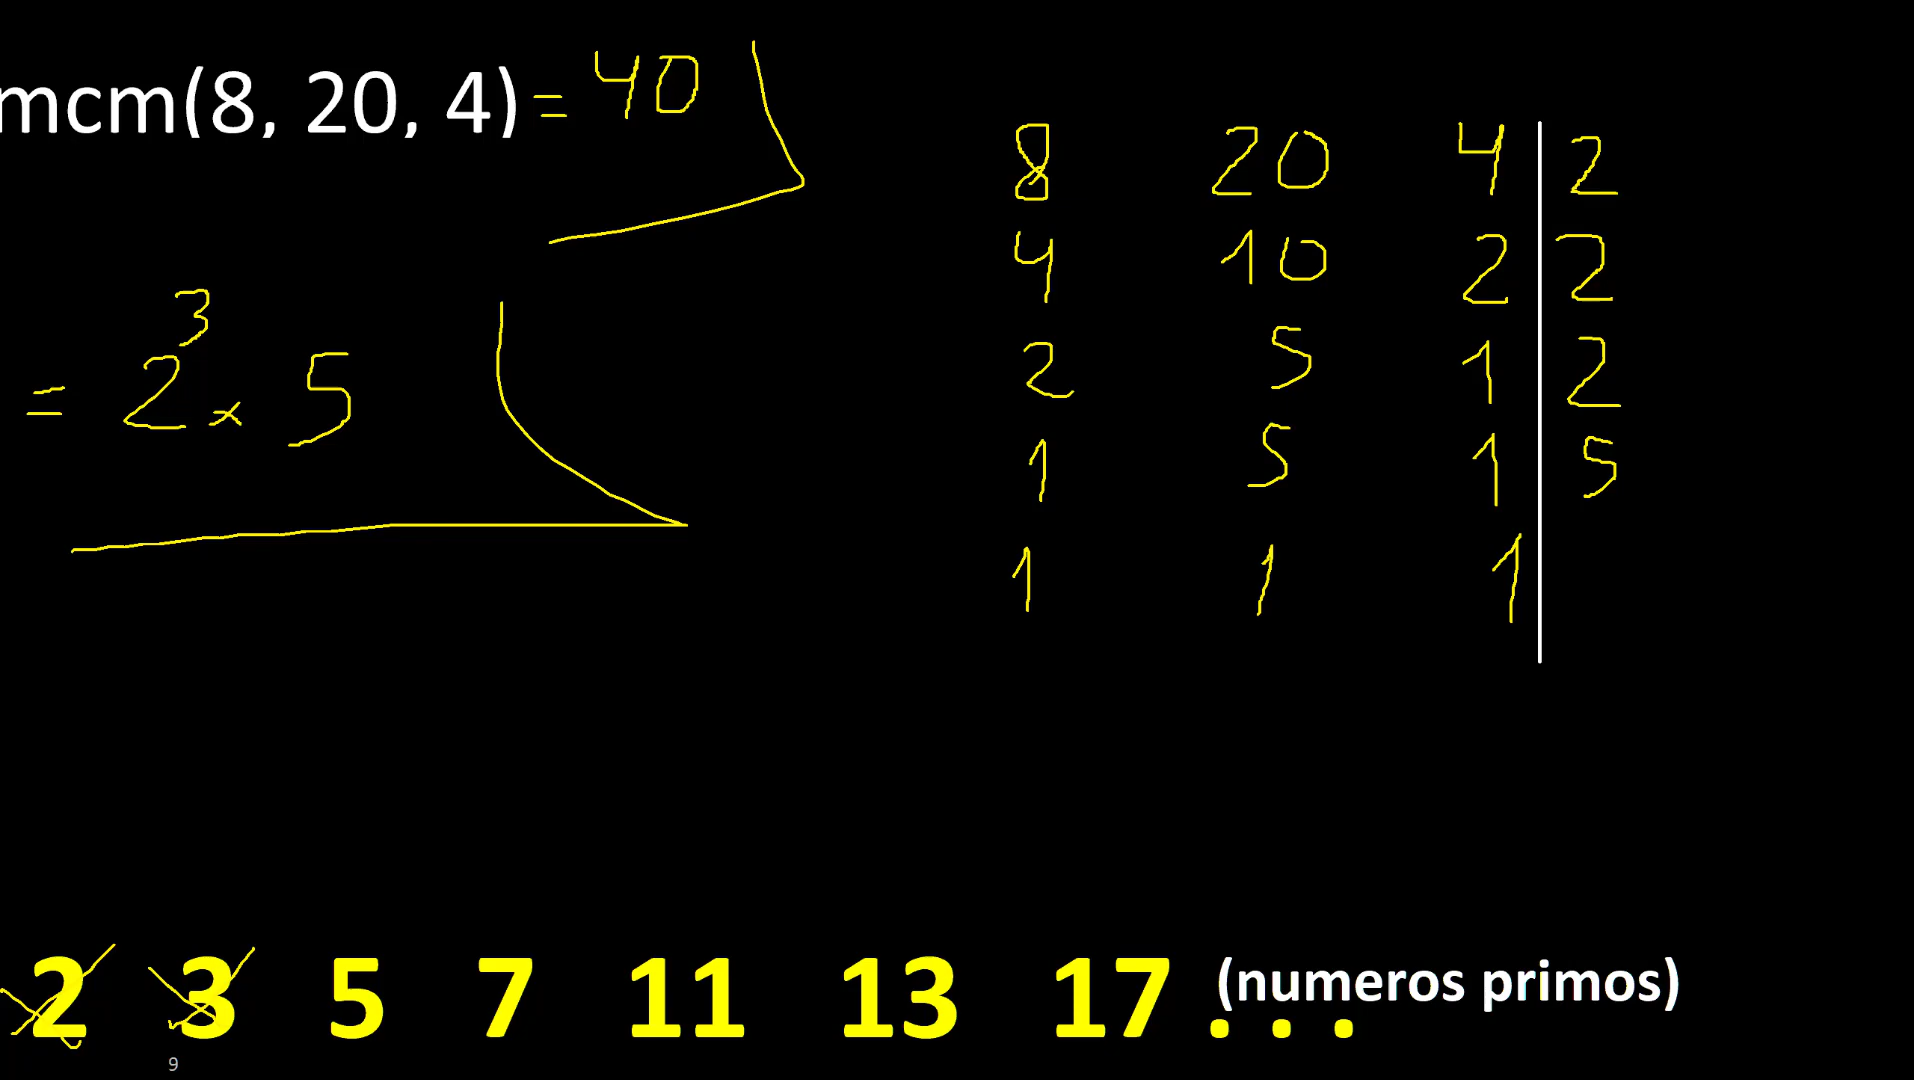 mcm(8, 20, 4) = 40
= 2³ x 5
8 20 4 | 2
4 10 2 | 2
2 5 1 | 2
1 5 1 | 5
1 1 1 |
2 3 5 7 11 13 17 . . . (numeros primos)
9